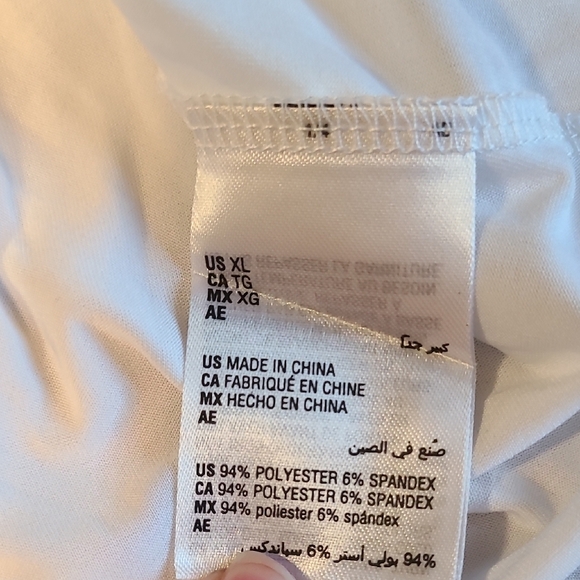 US XL
CA TG
MX XG
AE
كبير جداً
US MADE IN CHINA
CA FABRIQUÉ EN CHINE
MX HECHO EN CHINA
AE
صُنع في الصين
US 94% POLYESTER 6% SPANDEX
CA 94% POLYESTER 6% SPANDEX
MX 94% poliester 6% spándex
AE
94% بولي أستر 6% سباندكس